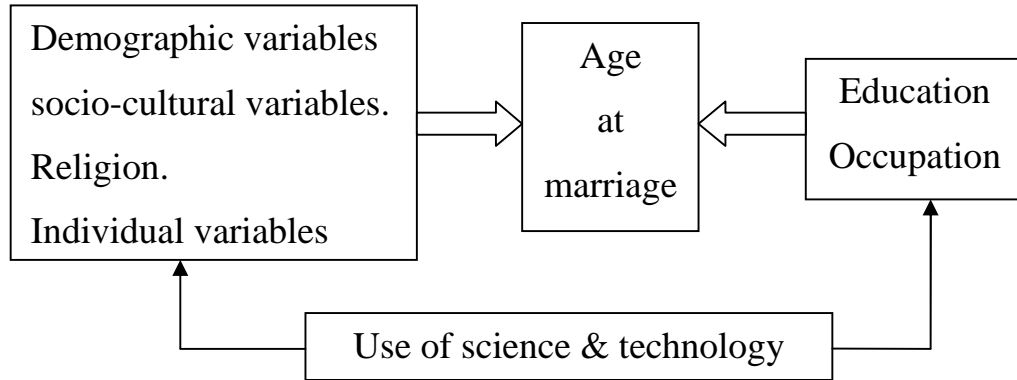 Demographic variables
socio-cultural variables.
Religion.
Individual variables
Age
at
marriage
Education
Occupation
Use of science & technology